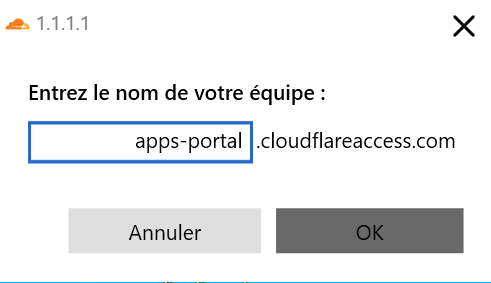 1.1.1.1
Entrez le nom de votre équipe :
apps-portal .cloudflareaccess.com
Annuler OK